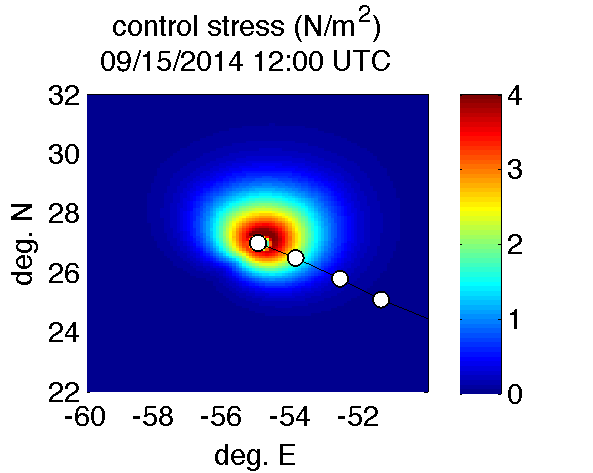 control stress (N/m²)
09/15/2014 12:00 UTC
32
30
28
26
24
22
deg. N
-60 -58 -56 -54 -52
deg. E
4
3
2
1
0